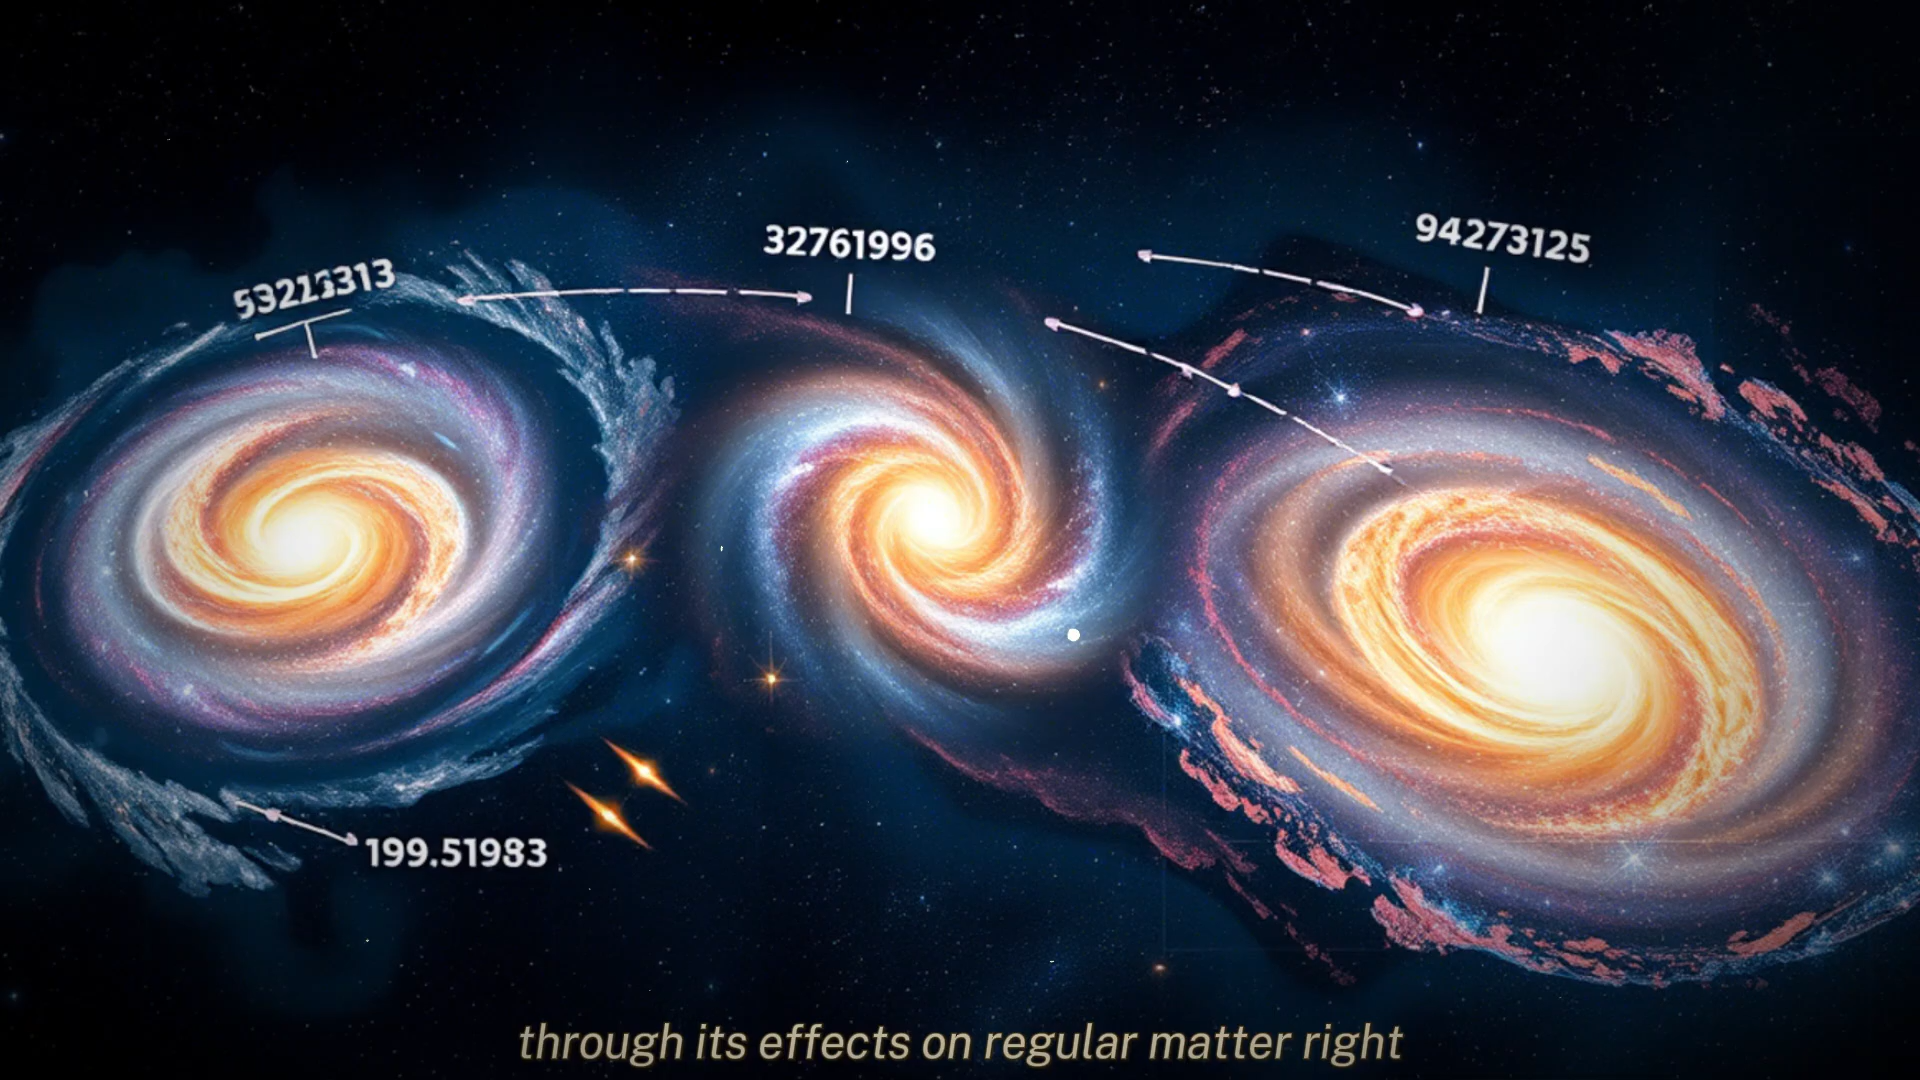 32761996
94273125
199.51983
through its effects on regular matter right